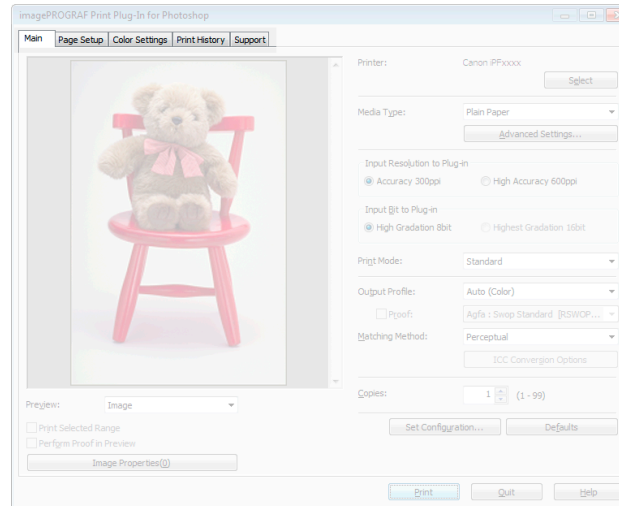 imagePROGRAF Print Plug-In for Photoshop
Main Page Setup Color Settings Print History Support
Printer: Canon iPFxxxx
Select
Media Type: Plain Paper
Advanced Settings...
Input Resolution to Plug-in
Accuracy 300ppi High Accuracy 600ppi
Input Bit to Plug-in
High Gradation 8bit Highest Gradation 16bit
Print Mode: Standard
Output Profile: Auto (Color)
Proof: Agfa : Swop Standard [RSWOP...
Matching Method: Perceptual
ICC Conversion Options
Copies: 1 (1 - 99)
Preview: Image
Print Selected Range
Perform Proof in Preview
Image Properties(0)
Set Configuration... Defaults
Print Quit Help